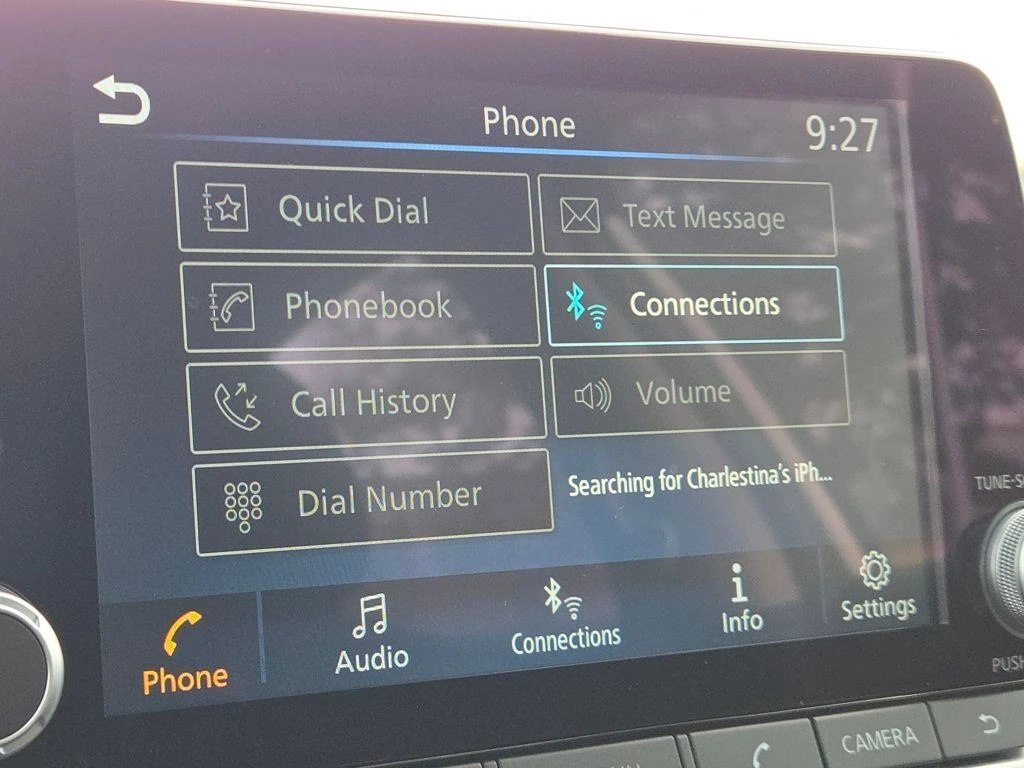 Phone
9:27
Quick Dial
Text Message
Phonebook
Connections
Call History
Volume
Dial Number
Searching for Charlestina's iPh...
Phone
Audio
Connections
Info
Settings
PUSH
CAMERA